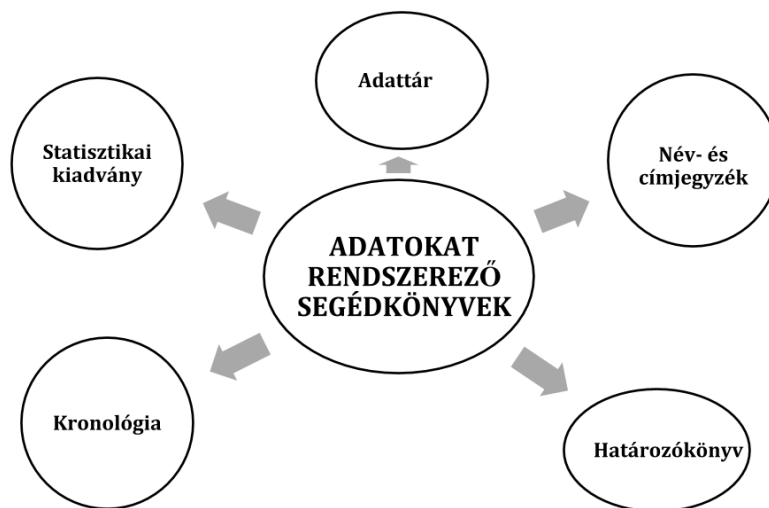 Adattár
Statisztikai
kiadvány
Név- és
címjegyzék
ADATOKAT
RENDSZEREZŐ
SEGÉDKÖNYVEK
Kronológia
Határozókönyv